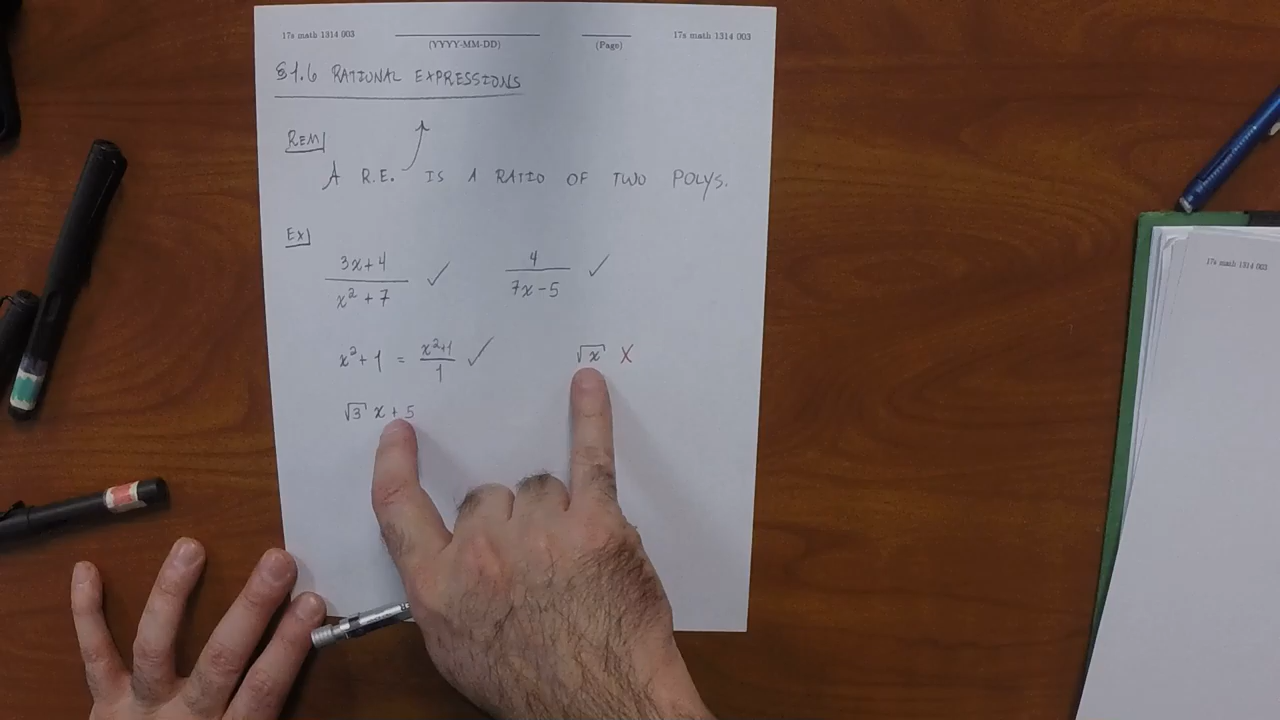 17s math 1314 003
(YYYY-MM-DD)
(Page)
17s math 1314 003
§1.6 RATIONAL EXPRESSIONS
REM
A R.E. IS A RATIO OF TWO POLYS.
EX
3x+4 / x²+7 ✓ 4 / 7x-5 ✓
x²+1 = x²+1 / 1 ✓ √x X
√3 x + 5
17s math 1314 003